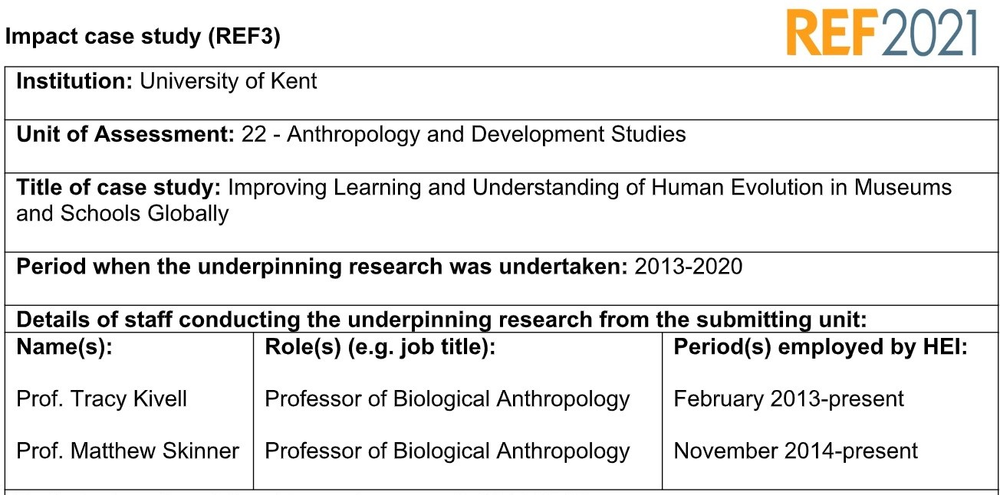 Impact case study (REF3)
REF2021
Institution: University of Kent
Unit of Assessment: 22 - Anthropology and Development Studies
Title of case study: Improving Learning and Understanding of Human Evolution in Museums
and Schools Globally
Period when the underpinning research was undertaken: 2013-2020
Details of staff conducting the underpinning research from the submitting unit:
Name(s): Role(s) (e.g. job title): Period(s) employed by HEI:
Prof. Tracy Kivell Professor of Biological Anthropology February 2013-present
Prof. Matthew Skinner Professor of Biological Anthropology November 2014-present